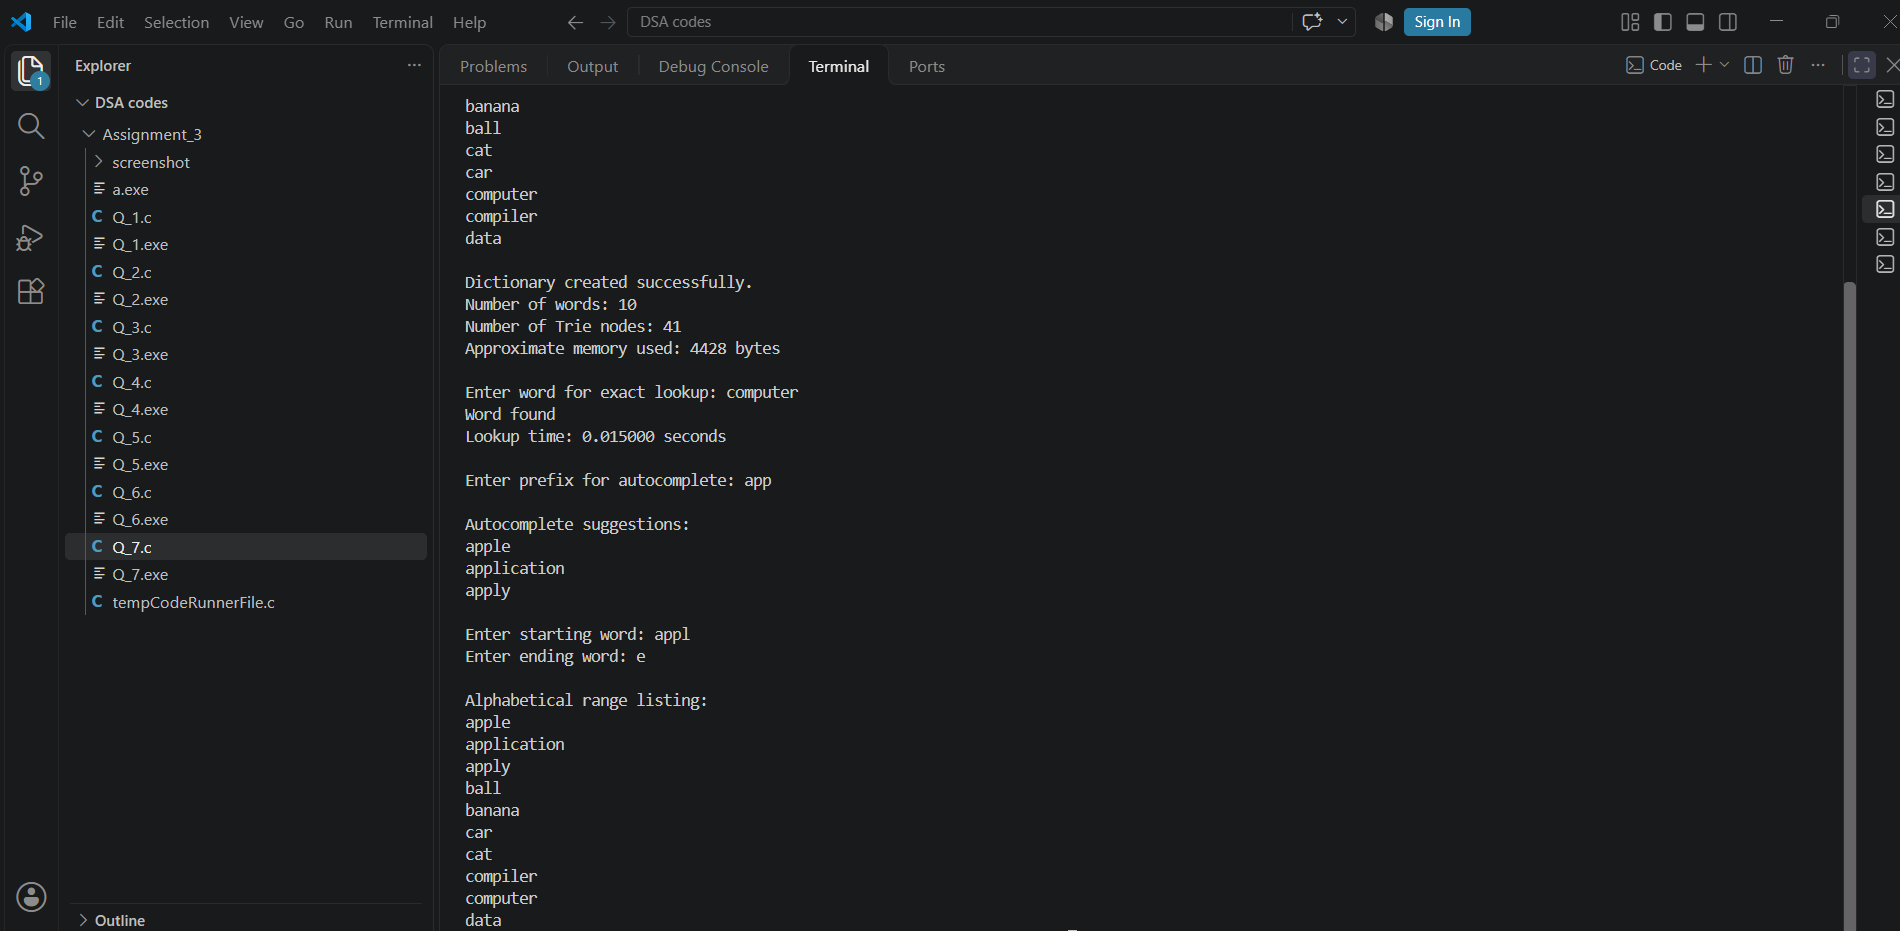 File Edit Selection View Go Run Terminal Help
DSA codes
Sign In
Explorer
1
DSA codes
Assignment_3
screenshot
a.exe
C Q_1.c
Q_1.exe
C Q_2.c
Q_2.exe
C Q_3.c
Q_3.exe
C Q_4.c
Q_4.exe
C Q_5.c
Q_5.exe
C Q_6.c
Q_6.exe
C Q_7.c
Q_7.exe
C tempCodeRunnerFile.c
Outline
Problems Output Debug Console Terminal Ports
Code
banana
ball
cat
car
computer
compiler
data
Dictionary created successfully.
Number of words: 10
Number of Trie nodes: 41
Approximate memory used: 4428 bytes
Enter word for exact lookup: computer
Word found
Lookup time: 0.015000 seconds
Enter prefix for autocomplete: app
Autocomplete suggestions:
apple
application
apply
Enter starting word: appl
Enter ending word: e
Alphabetical range listing:
apple
application
apply
ball
banana
car
cat
compiler
computer
data